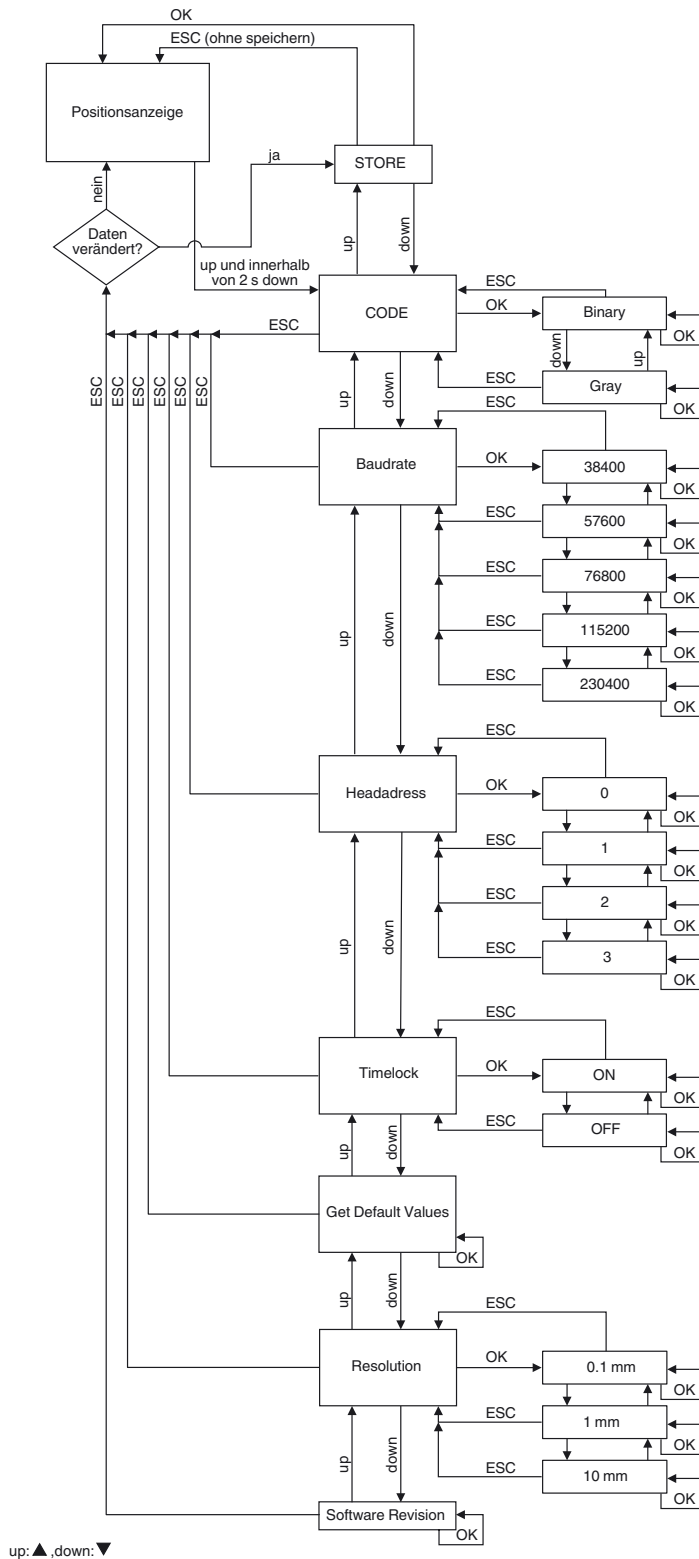 OK
ESC (ohne speichern)
Positionsanzeige
ja
STORE
nein
Daten
verändert?
up
down
up und innerhalb
von 2 s down
ESC
CODE
ESC
OK
Binary
OK
down
up
ESC
Gray
OK
ESC
ESC
ESC
ESC
ESC
ESC
up
down
ESC
Baudrate
OK
38400
OK
ESC
57600
OK
ESC
76800
OK
ESC
115200
OK
ESC
230400
OK
up
down
ESC
Headadress
OK
0
OK
ESC
1
OK
ESC
2
OK
ESC
3
OK
up
down
ESC
Timelock
OK
ON
OK
ESC
OFF
OK
up
down
Get Default Values
OK
up
down
ESC
Resolution
OK
0.1 mm
OK
ESC
1 mm
OK
ESC
10 mm
OK
up
down
Software Revision
OK
up:▲ ,down:▼